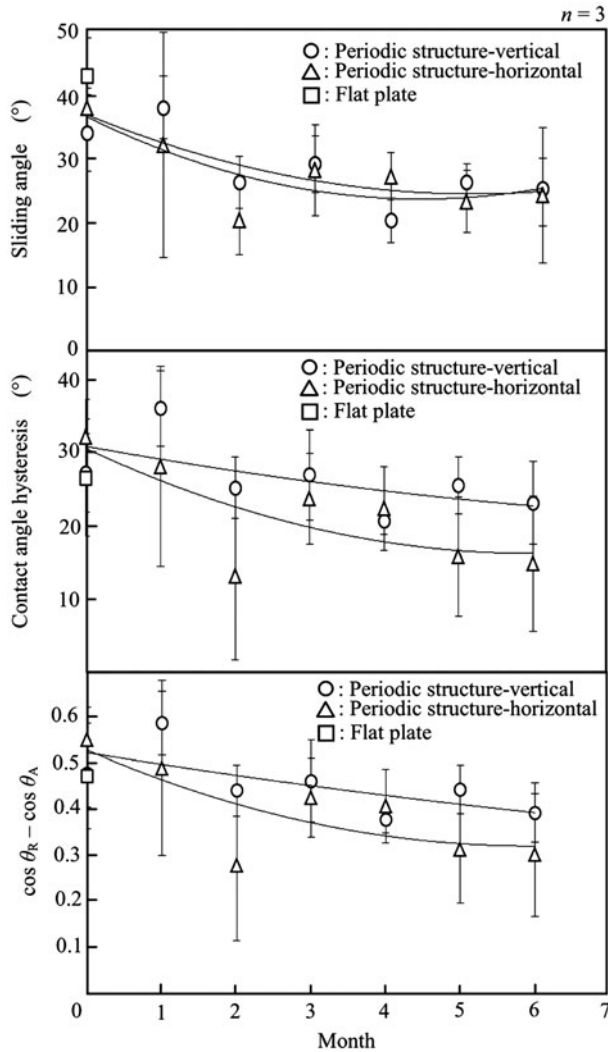 n = 3
50
40
30
20
10
0
Sliding angle (°)
○ : Periodic structure-vertical
△ : Periodic structure-horizontal
□ : Flat plate
40
30
20
10
Contact angle hysteresis (°)
○ : Periodic structure-vertical
△ : Periodic structure-horizontal
□ : Flat plate
0.6
0.5
0.4
0.3
0.2
0.1
cos θR – cos θA
○ : Periodic structure-vertical
△ : Periodic structure-horizontal
□ : Flat plate
0 1 2 3 4 5 6 7
Month